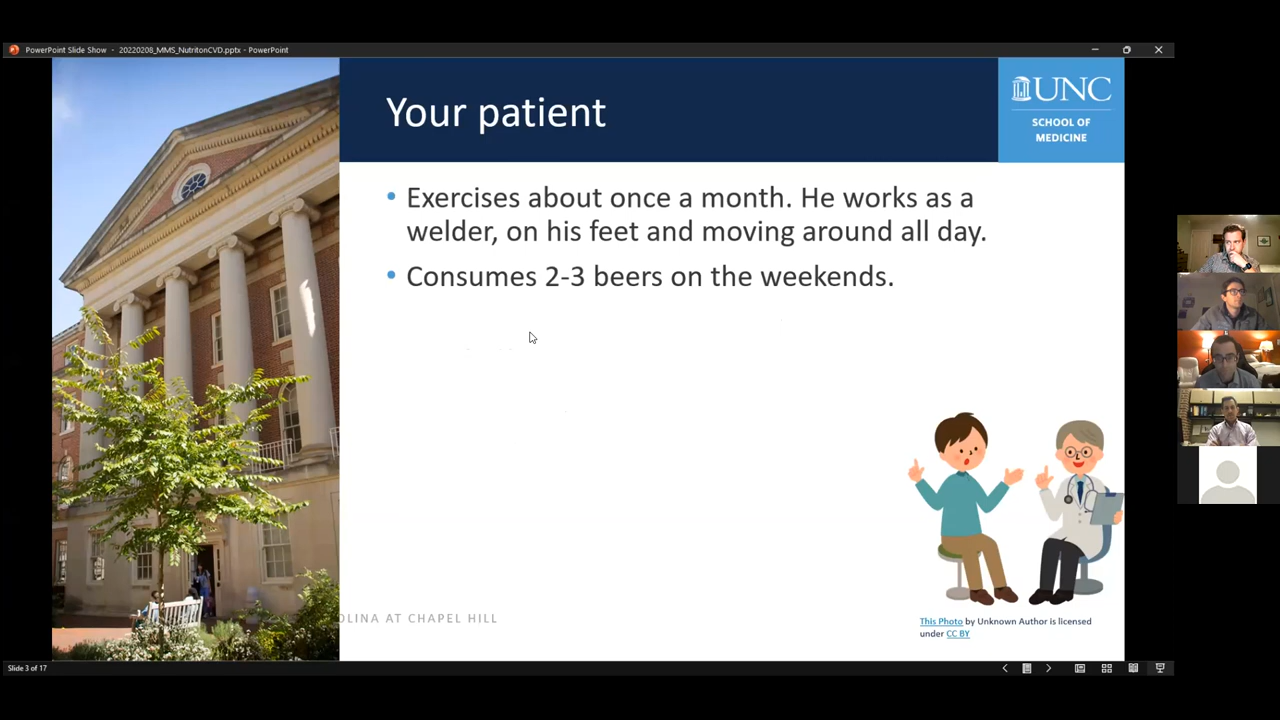 PowerPoint Slide Show - 20220208_MMS_NutritonCVD.pptx - PowerPoint
Your patient
UNC
SCHOOL OF
MEDICINE
• Exercises about once a month. He works as a
welder, on his feet and moving around all day.
• Consumes 2-3 beers on the weekends.
OLINA AT CHAPEL HILL
This Photo by Unknown Author is licensed
under CC BY
Slide 3 of 17